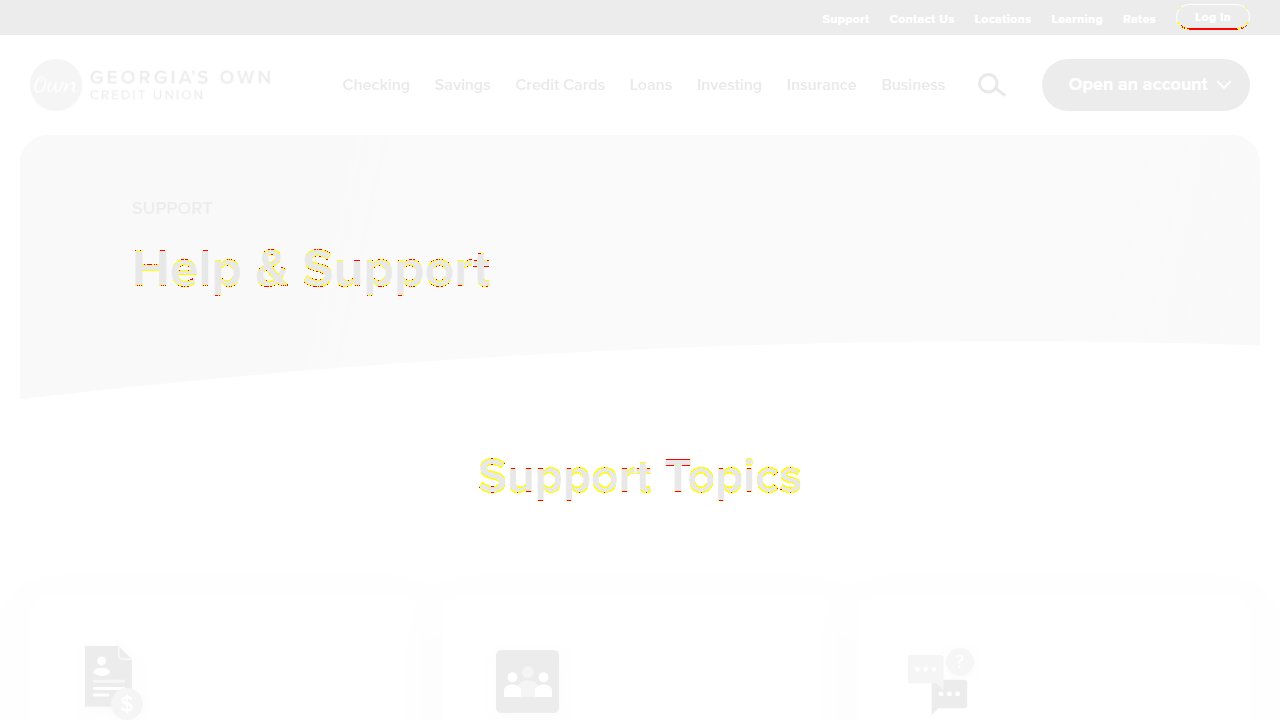 Support Contact Us Locations Learning Rates Log In
Own GEORGIA'S OWN
CREDIT UNION
Checking Savings Credit Cards Loans Investing Insurance Business Open an account
SUPPORT
Help & Support
Support Topics
$
?